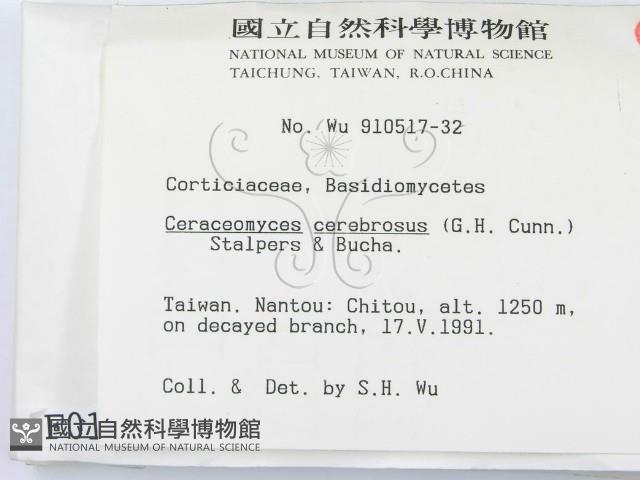 國立自然科學博物館
NATIONAL MUSEUM OF NATURAL SCIENCE
TAICHUNG, TAIWAN, R.O.CHINA
No. Wu 910517-32
Corticiaceae, Basidiomycetes
Ceraceomyces cerebrosus (G.H. Cunn.)
Stalpers & Bucha.
Taiwan. Nantou: Chitou, alt. 1250 m,
on decayed branch, 17.V.1991.
Coll. & Det. by S.H. Wu
F01
國立自然科學博物館
NATIONAL MUSEUM OF NATURAL SCIENCE